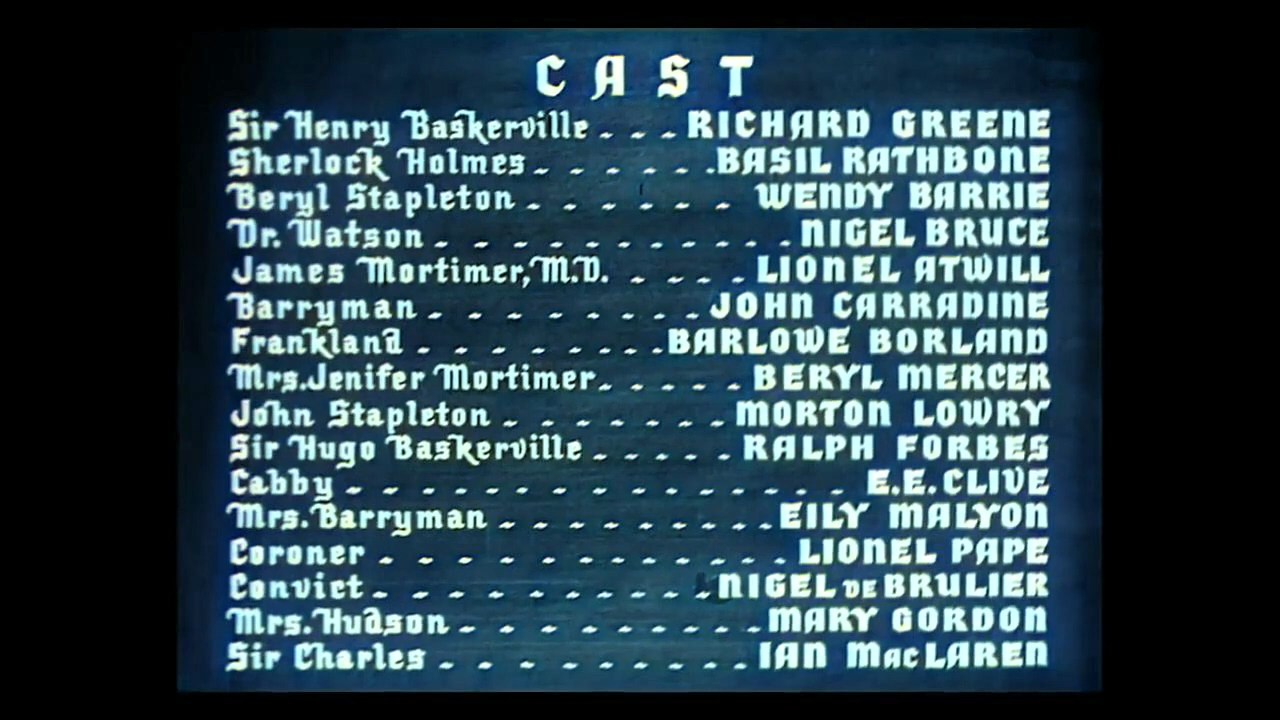 CAST
Sir Henry Baskerville . . . RICHARD GREENE
Sherlock Holmes . . . . . . BASIL RATHBONE
Beryl Stapleton . . . . . . WENDY BARRIE
Dr. Watson . . . . . . . . . . NIGEL BRUCE
James Mortimer, M.D. . . . . LIONEL ATWILL
Barryman . . . . . . . . JOHN CARRADINE
Frankland . . . . . . . . BARLOWE BORLAND
Mrs. Jenifer Mortimer . . . . . BERYL MERCER
John Stapleton . . . . . . . MORTON LOWRY
Sir Hugo Baskerville . . . . . RALPH FORBES
Cabby . . . . . . . . . . . . . . . E.E. CLIVE
Mrs. Barryman . . . . . . . . . EILY MALYON
Coroner . . . . . . . . . . . . LIONEL PAPE
Convict . . . . . . . . . . NIGEL DE BRULIER
Mrs. Hudson . . . . . . . . . MARY GORDON
Sir Charles . . . . . . . . . IAN MacLAREN